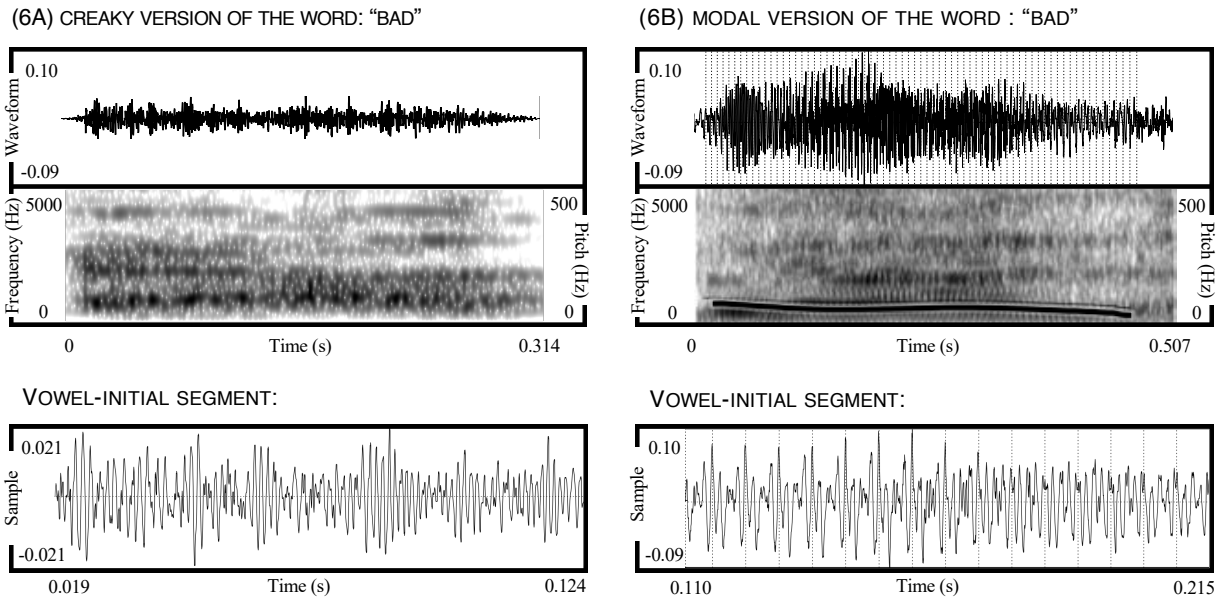 (6A) CREAKY VERSION OF THE WORD: “BAD”
Waveform
0.10
-0.09
Frequency (Hz)
5000
0
500
0
Pitch (Hz)
0 Time (s) 0.314
VOWEL-INITIAL SEGMENT:
Sample
0.021
-0.021
0.019 Time (s) 0.124
(6B) MODAL VERSION OF THE WORD : “BAD”
Waveform
0.10
-0.09
Frequency (Hz)
5000
0
500
0
Pitch (Hz)
0 Time (s) 0.507
VOWEL-INITIAL SEGMENT:
Sample
0.10
-0.09
0.110 Time (s) 0.215